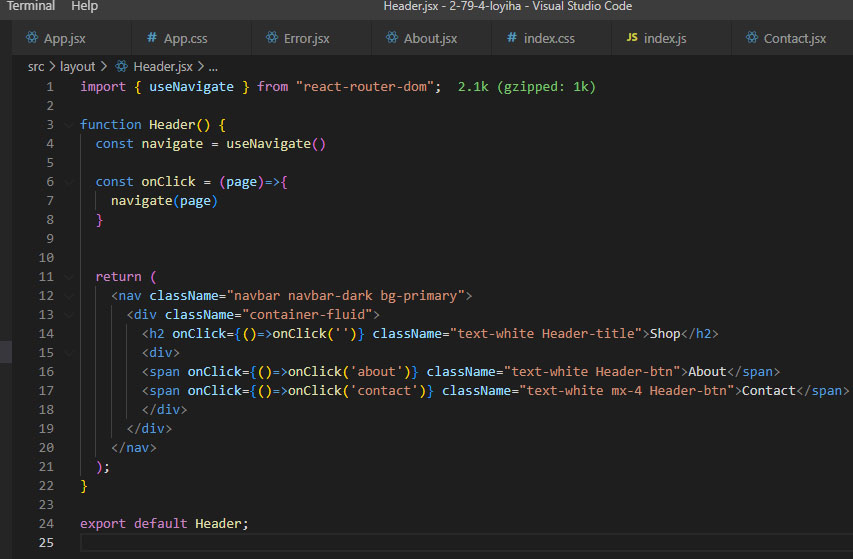 Terminal Help Header.jsx - 2-79-4-loyiha - Visual Studio Code
App.jsx # App.css Error.jsx About.jsx # index.css JS index.js Contact.jsx
src > layout > Header.jsx > ...
1 import { useNavigate } from "react-router-dom"; 2.1k (gzipped: 1k)
2
3 function Header() {
4 const navigate = useNavigate()
5
6 const onClick = (page)=>{
7 navigate(page)
8 }
9
10
11 return (
12 <nav className="navbar navbar-dark bg-primary">
13 <div className="container-fluid">
14 <h2 onClick={()=>onClick('')} className="text-white Header-title">Shop</h2>
15 <div>
16 <span onClick={()=>onClick('about')} className="text-white Header-btn">About</span>
17 <span onClick={()=>onClick('contact')} className="text-white mx-4 Header-btn">Contact</span>
18 </div>
19 </div>
20 </nav>
21 );
22 }
23
24 export default Header;
25